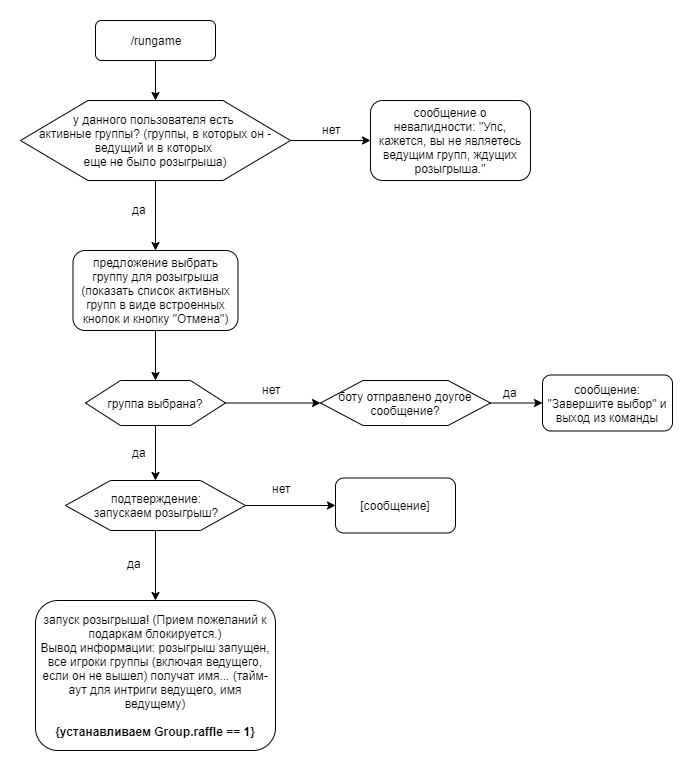 /rungame
у данного пользователя есть
активные группы? (группы, в которых он -
ведущий и в которых
еще не было розыгрыша)
нет
сообщение о
невалидности: "Упс,
кажется, вы не являетесь
ведущим групп, ждущих
розыгрыша."
да
предложение выбрать
группу для розыгрыша
(показать список активных
групп в виде встроенных
кнопок и кнопку "Отмена")
группа выбрана?
нет
боту отправлено доугое
сообщение?
да
сообщение:
"Завершите выбор" и
выход из команды
да
подтверждение:
запускаем розыгрыш?
нет
[сообщение]
да
запуск розыгрыша! (Прием пожеланий к
подаркам блокируется.)
Вывод информации: розыгрыш запущен,
все игроки группы (включая ведущего,
если он не вышел) получат имя... (тайм-
аут для интриги ведущего, имя
ведущему)
{устанавливаем Group.raffle == 1}